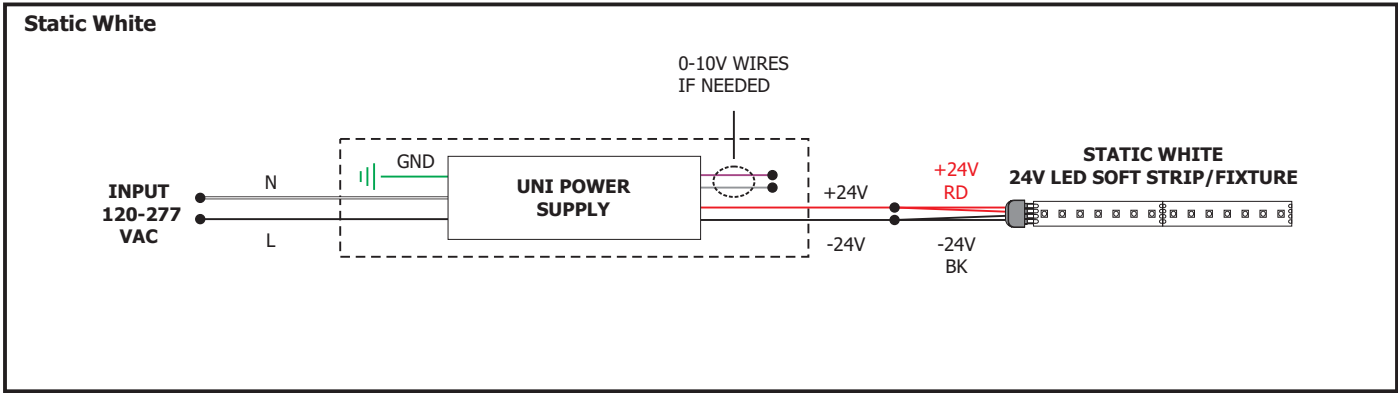 Static White
0-10V WIRES
IF NEEDED
GND
N
L
INPUT
120-277
VAC
UNI POWER
SUPPLY
+24V
-24V
+24V
RD
-24V
BK
STATIC WHITE
24V LED SOFT STRIP/FIXTURE